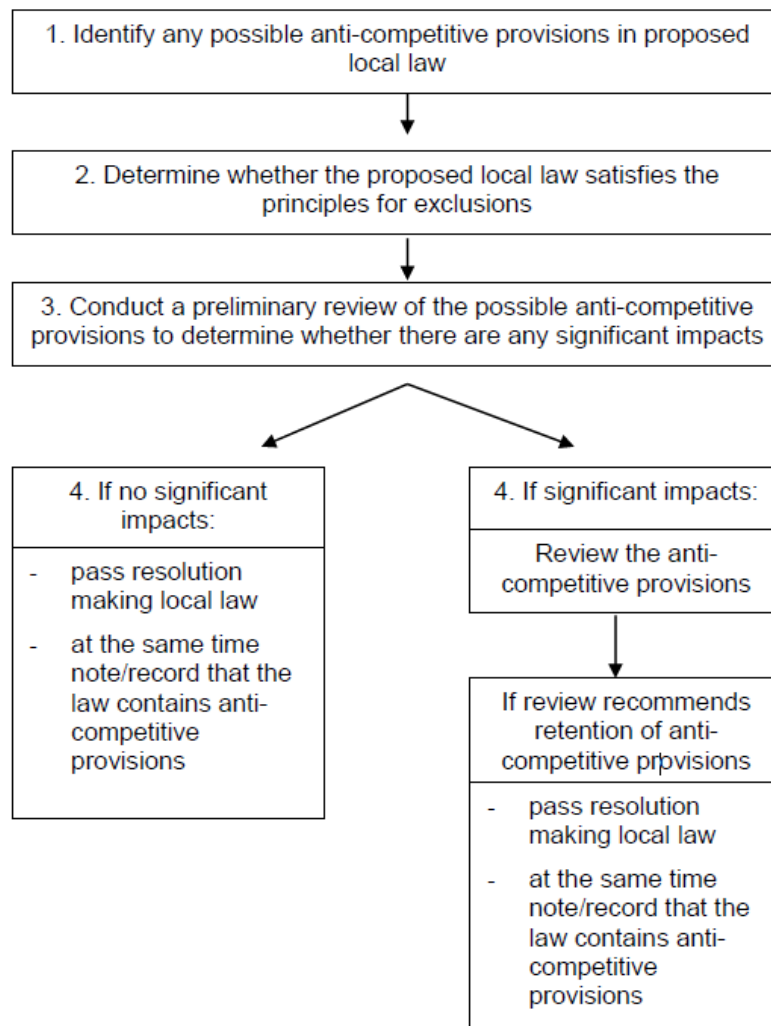 1. Identify any possible anti-competitive provisions in proposed
local law
2. Determine whether the proposed local law satisfies the
principles for exclusions
3. Conduct a preliminary review of the possible anti-competitive
provisions to determine whether there are any significant impacts
4. If no significant
impacts:
- pass resolution
making local law
- at the same time
note/record that the
law contains anti-
competitive
provisions
4. If significant impacts:
Review the anti-
competitive provisions
If review recommends
retention of anti-
competitive provisions
- pass resolution
making local law
- at the same time
note/record that the
law contains anti-
competitive
provisions